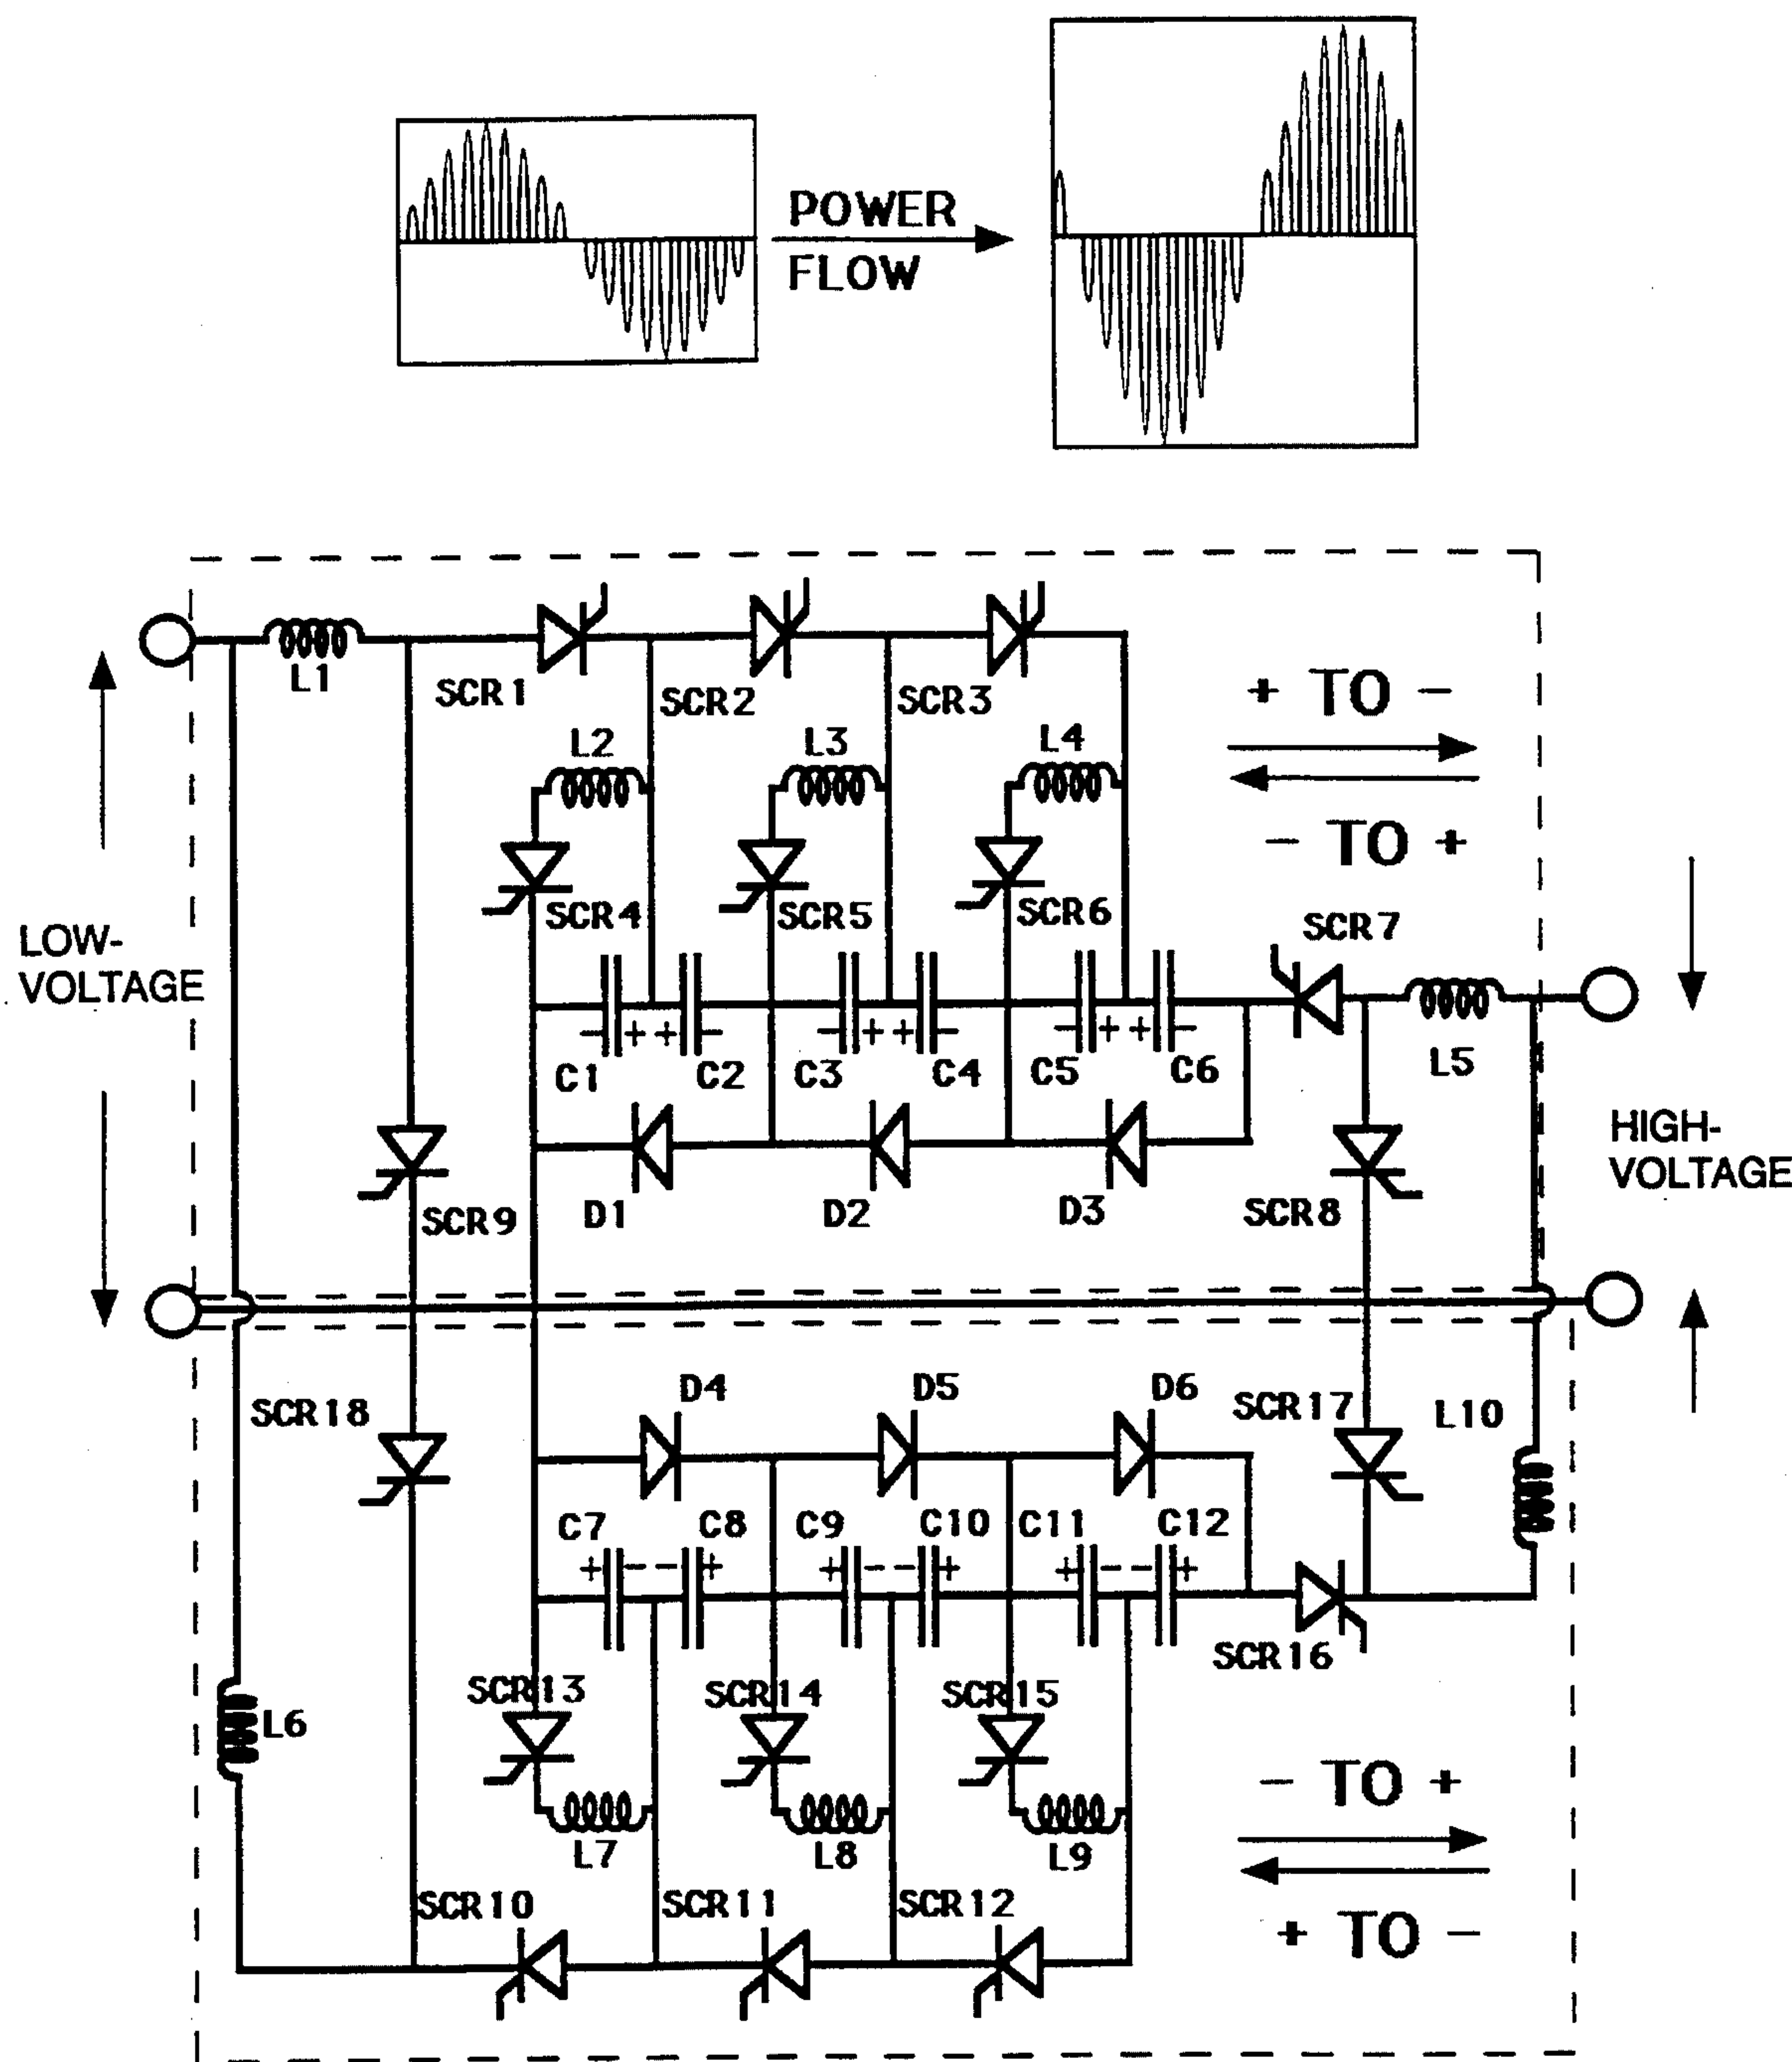 POWER
FLOW
L1
SCR1
SCR2
SCR3
+ TO -
L2
L3
L4
- TO +
SCR4
SCR5
SCR6
SCR7
LOW-
VOLTAGE
- + + -
- + + -
- + + -
C1
C2
C3
C4
C5
C6
L5
HIGH-
VOLTAGE
SCR9
D1
D2
D3
SCR8
D4
D5
D6
SCR18
SCR17
L10
C7
C8
C9
C10
C11
C12
+ - - +
+ - - +
+ - - +
SCR16
SCR13
SCR14
SCR15
L6
- TO +
L7
L8
L9
SCR10
SCR11
SCR12
+ TO -